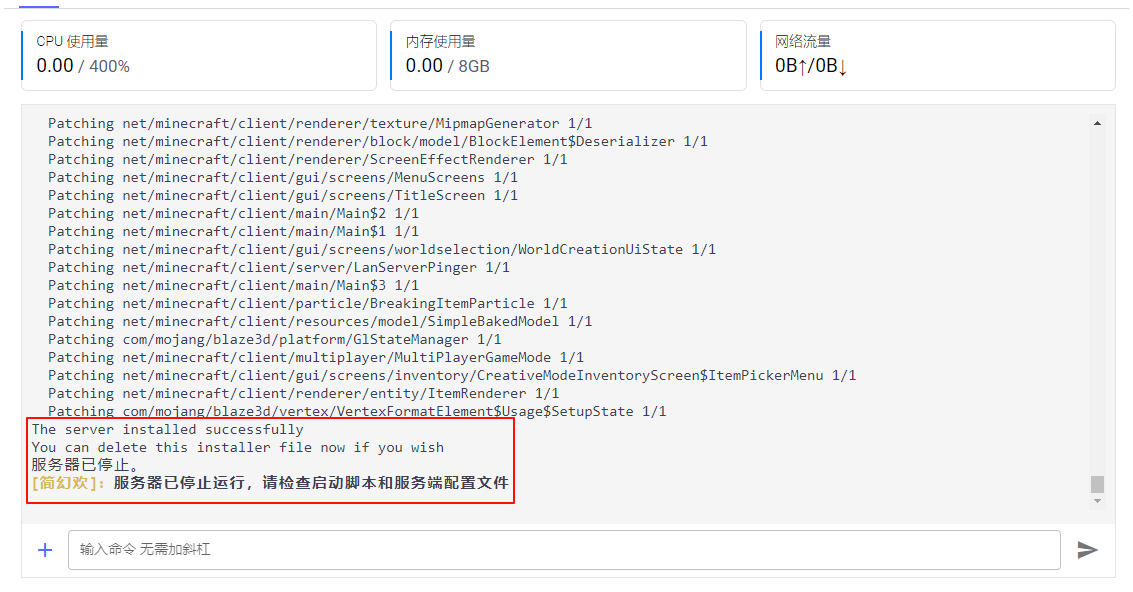 CPU 使用量
0.00 / 400%
内存使用量
0.00 / 8GB
网络流量
0B↑/0B↓
Patching net/minecraft/client/renderer/texture/MipmapGenerator 1/1
Patching net/minecraft/client/renderer/block/model/BlockElement$Deserializer 1/1
Patching net/minecraft/client/renderer/ScreenEffectRenderer 1/1
Patching net/minecraft/client/gui/screens/MenuScreens 1/1
Patching net/minecraft/client/gui/screens/TitleScreen 1/1
Patching net/minecraft/client/main/Main$2 1/1
Patching net/minecraft/client/main/Main$1 1/1
Patching net/minecraft/client/gui/screens/worldselection/WorldCreationUiState 1/1
Patching net/minecraft/client/server/LanServerPinger 1/1
Patching net/minecraft/client/main/Main$3 1/1
Patching net/minecraft/client/particle/BreakingItemParticle 1/1
Patching net/minecraft/client/resources/model/SimpleBakedModel 1/1
Patching com/mojang/blaze3d/platform/GlStateManager 1/1
Patching net/minecraft/client/multiplayer/MultiPlayerGameMode 1/1
Patching net/minecraft/client/gui/screens/inventory/CreativeModeInventoryScreen$ItemPickerMenu 1/1
Patching net/minecraft/client/renderer/entity/ItemRenderer 1/1
Patching com/mojang/blaze3d/vertex/VertexFormatElement$Usage$SetupState 1/1
The server installed successfully
You can delete this installer file now if you wish
服务器已停止。
[简幻欢]: 服务器已停止运行，请检查启动脚本和服务端配置文件
输入命令 无需加斜杠